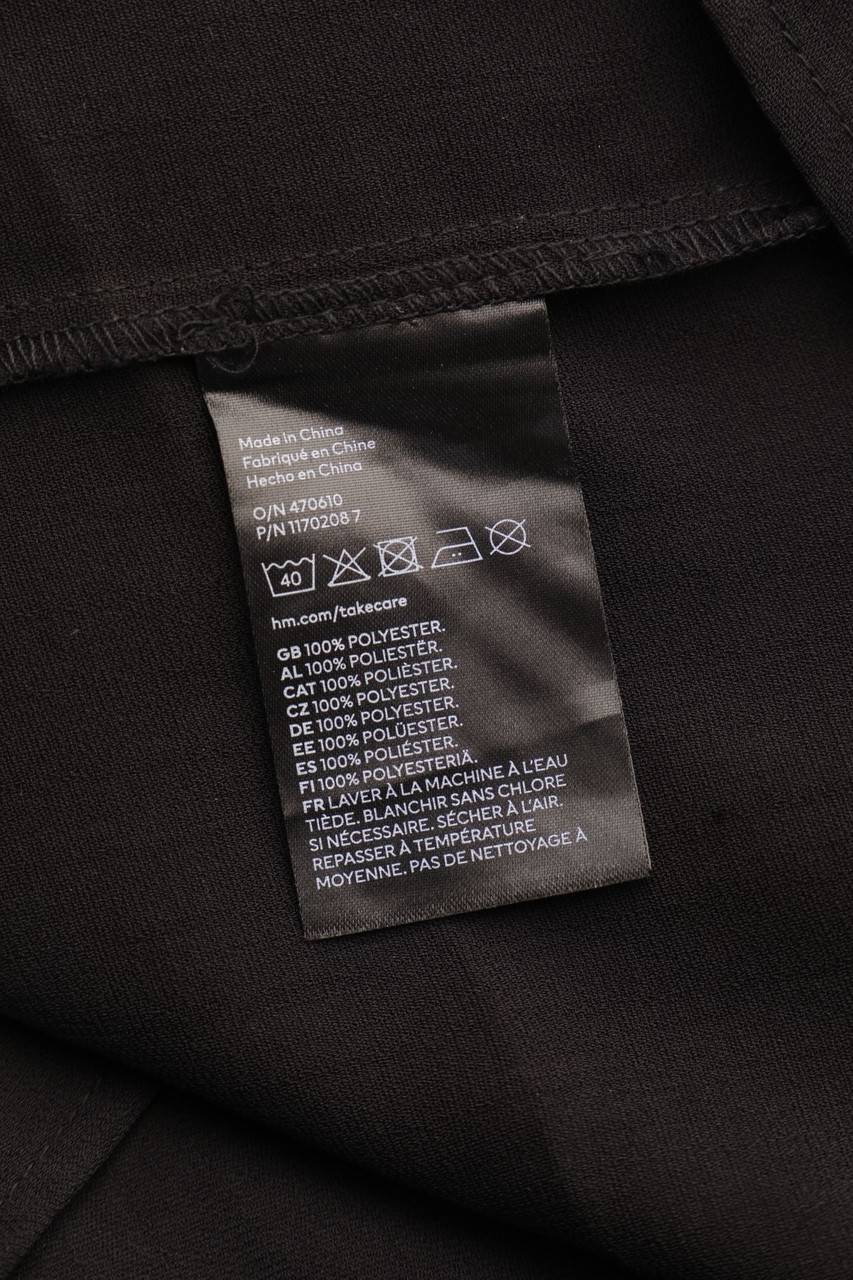 Made in China
Fabriqué en Chine
Hecho en China
O/N 470610
P/N 1170208 7
40
hm.com/takecare
GB 100% POLYESTER.
AL 100% POLIESTËR.
CAT 100% POLIÈSTER.
CZ 100% POLYESTER.
DE 100% POLYESTER.
EE 100% POLÜESTER.
ES 100% POLIÉSTER.
FI 100% POLYESTERIÄ.
FR LAVER À LA MACHINE À L'EAU
TIÈDE. BLANCHIR SANS CHLORE
SI NÉCESSAIRE. SÉCHER À L'AIR.
REPASSER À TEMPÉRATURE
MOYENNE. PAS DE NETTOYAGE À